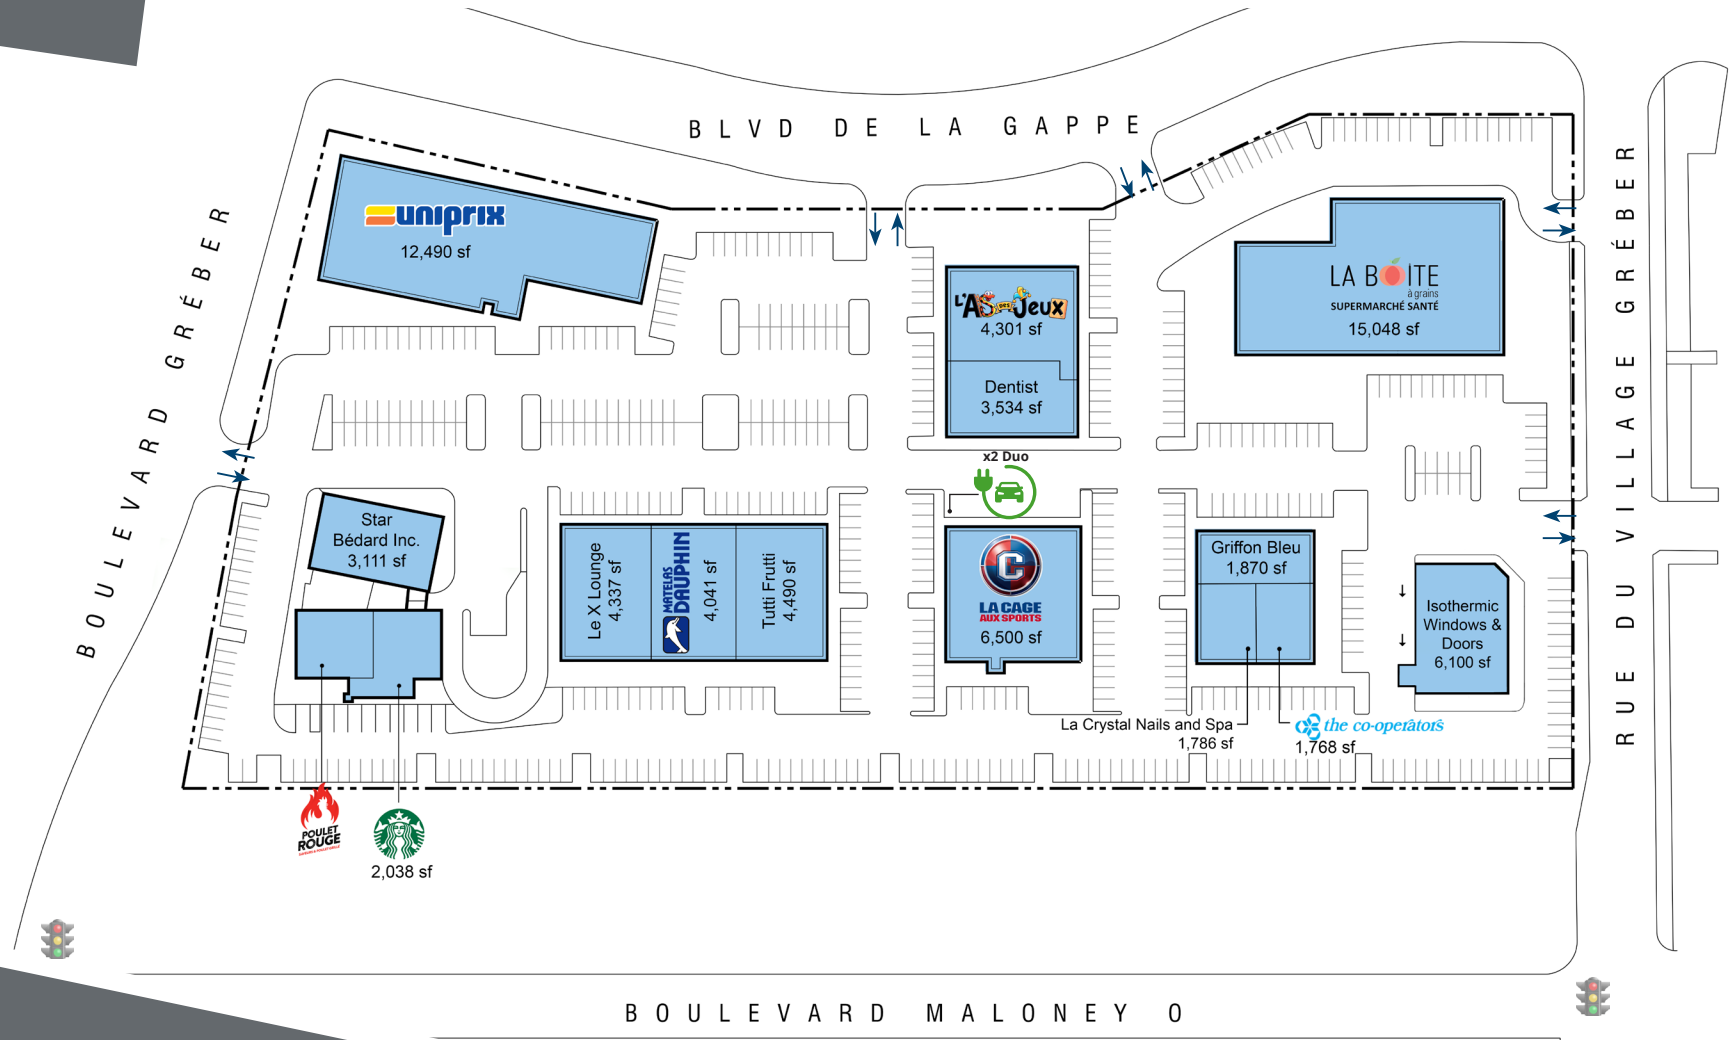 BLVD DE LA GAPPE
BOULEVARD GRÉBER
RUE DU VILLAGE GRÉBER
UNIPRIX
12,490 sf
L'AS DES JEUX
4,301 sf
Dentist
3,534 sf
LA BOITE
à grains
SUPERMARCHÉ SANTÉ
15,048 sf
x2 Duo
Star
Bédard Inc.
3,111 sf
Le X Lounge
4,337 sf
MATELAS
DAUPHIN
4,041 sf
Tutti Frutti
4,490 sf
C
LA CAGE
AUX SPORTS
6,500 sf
Griffon Bleu
1,870 sf
Isothermic
Windows &
Doors
6,100 sf
La Crystal Nails and Spa
1,786 sf
the co-operators
1,768 sf
POULET
ROUGE
2,038 sf
BOULEVARD MALONEY O